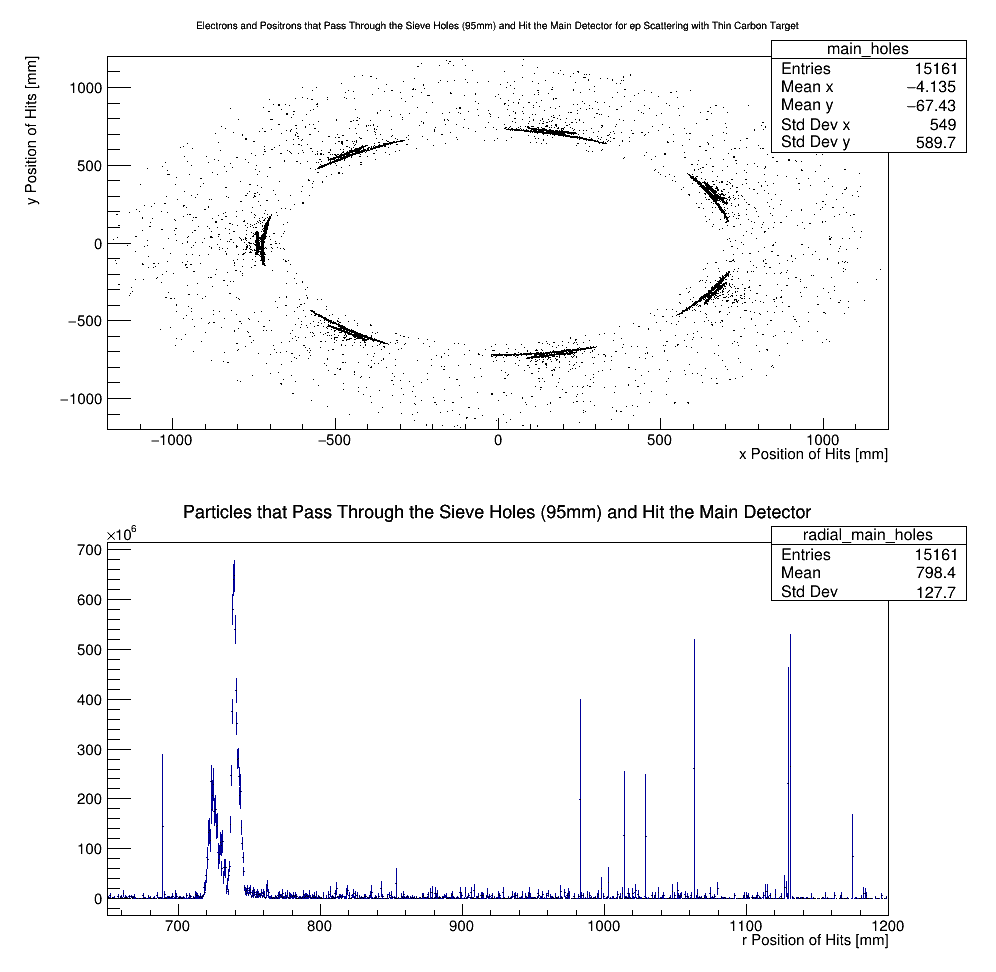 Electrons and Positrons that Pass Through the Sieve Holes (95mm) and Hit the Main Detector for ep Scattering with Thin Carbon Target
main_holes
Entries 15161
Mean x −4.135
Mean y −67.43
Std Dev x 549
Std Dev y 589.7
y Position of Hits [mm]
1000
500
0
−500
−1000
−1000 −500 0 500 1000
x Position of Hits [mm]
Particles that Pass Through the Sieve Holes (95mm) and Hit the Main Detector
radial_main_holes
Entries 15161
Mean 798.4
Std Dev 127.7
×10⁶
700
600
500
400
300
200
100
0
700 800 900 1000 1100 1200
r Position of Hits [mm]